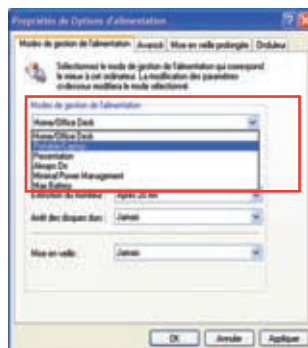 Propriétés de Options d'alimentation
Modes de gestion de l'alimentation Avancé Mise en veille prolongée Onduleur
Sélectionnez le mode de gestion de l'alimentation qui correspond
le mieux à cet ordinateur. La modification des paramètres
ci-dessous modifiera le mode sélectionné.
Modes de gestion de l'alimentation
Home/Office Desk
Home/Office Desk
Portable/Laptop
Presentation
Always On
Minimal Power Management
Max Battery
Extinction du moniteur : Après 20 mn
Arrêt des disques durs : Jamais
Mise en veille : Jamais
OK Annuler Appliquer